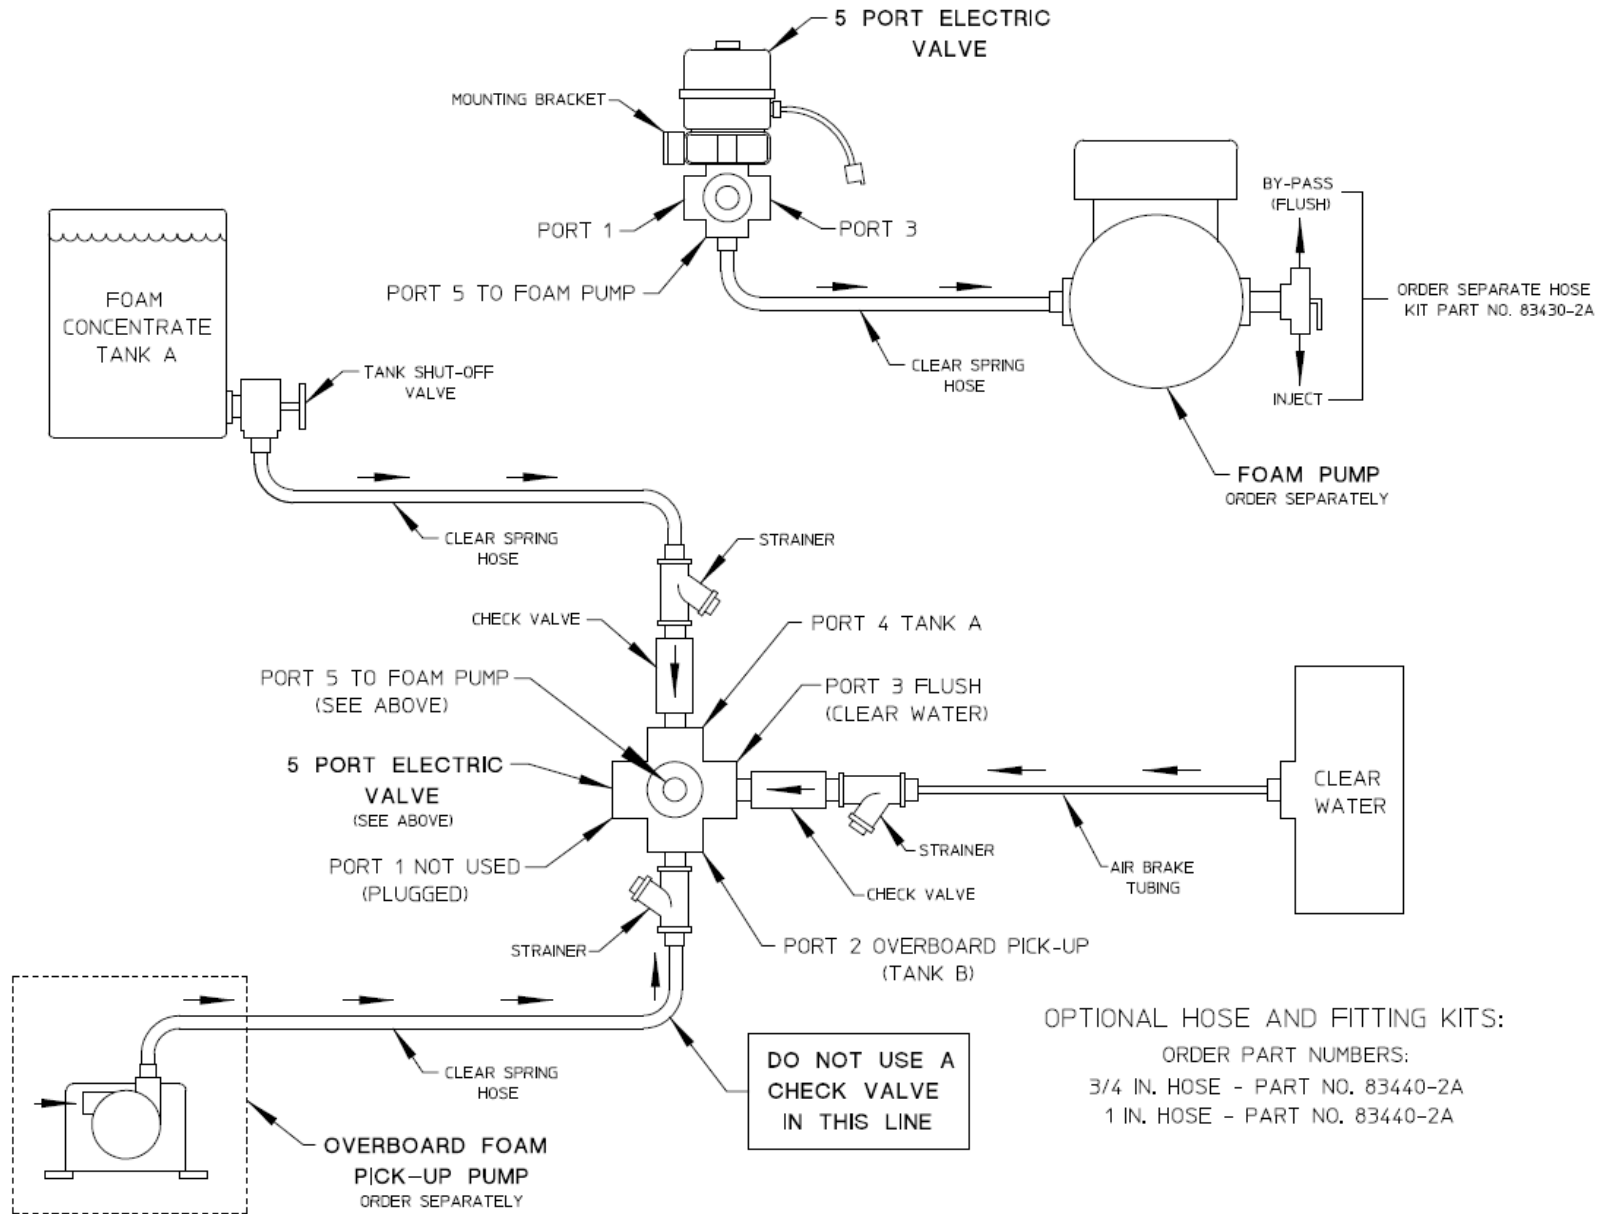 5 PORT ELECTRIC
VALVE
MOUNTING BRACKET
PORT 1
PORT 3
PORT 5 TO FOAM PUMP
BY-PASS
(FLUSH)
ORDER SEPARATE HOSE
KIT PART NO. 83430-2A
INJECT
CLEAR SPRING
HOSE
FOAM PUMP
ORDER SEPARATELY
FOAM
CONCENTRATE
TANK A
TANK SHUT-OFF
VALVE
CLEAR SPRING
HOSE
STRAINER
CHECK VALVE
PORT 4 TANK A
PORT 5 TO FOAM PUMP
(SEE ABOVE)
PORT 3 FLUSH
(CLEAR WATER)
5 PORT ELECTRIC
VALVE
(SEE ABOVE)
CLEAR
WATER
PORT 1 NOT USED
(PLUGGED)
STRAINER
CHECK VALVE
AIR BRAKE
TUBING
STRAINER
PORT 2 OVERBOARD PICK-UP
(TANK B)
CLEAR SPRING
HOSE
DO NOT USE A
CHECK VALVE
IN THIS LINE
OVERBOARD FOAM
PICK-UP PUMP
ORDER SEPARATELY
OPTIONAL HOSE AND FITTING KITS:
ORDER PART NUMBERS:
3/4 IN. HOSE - PART NO. 83440-2A
1 IN. HOSE - PART NO. 83440-2A